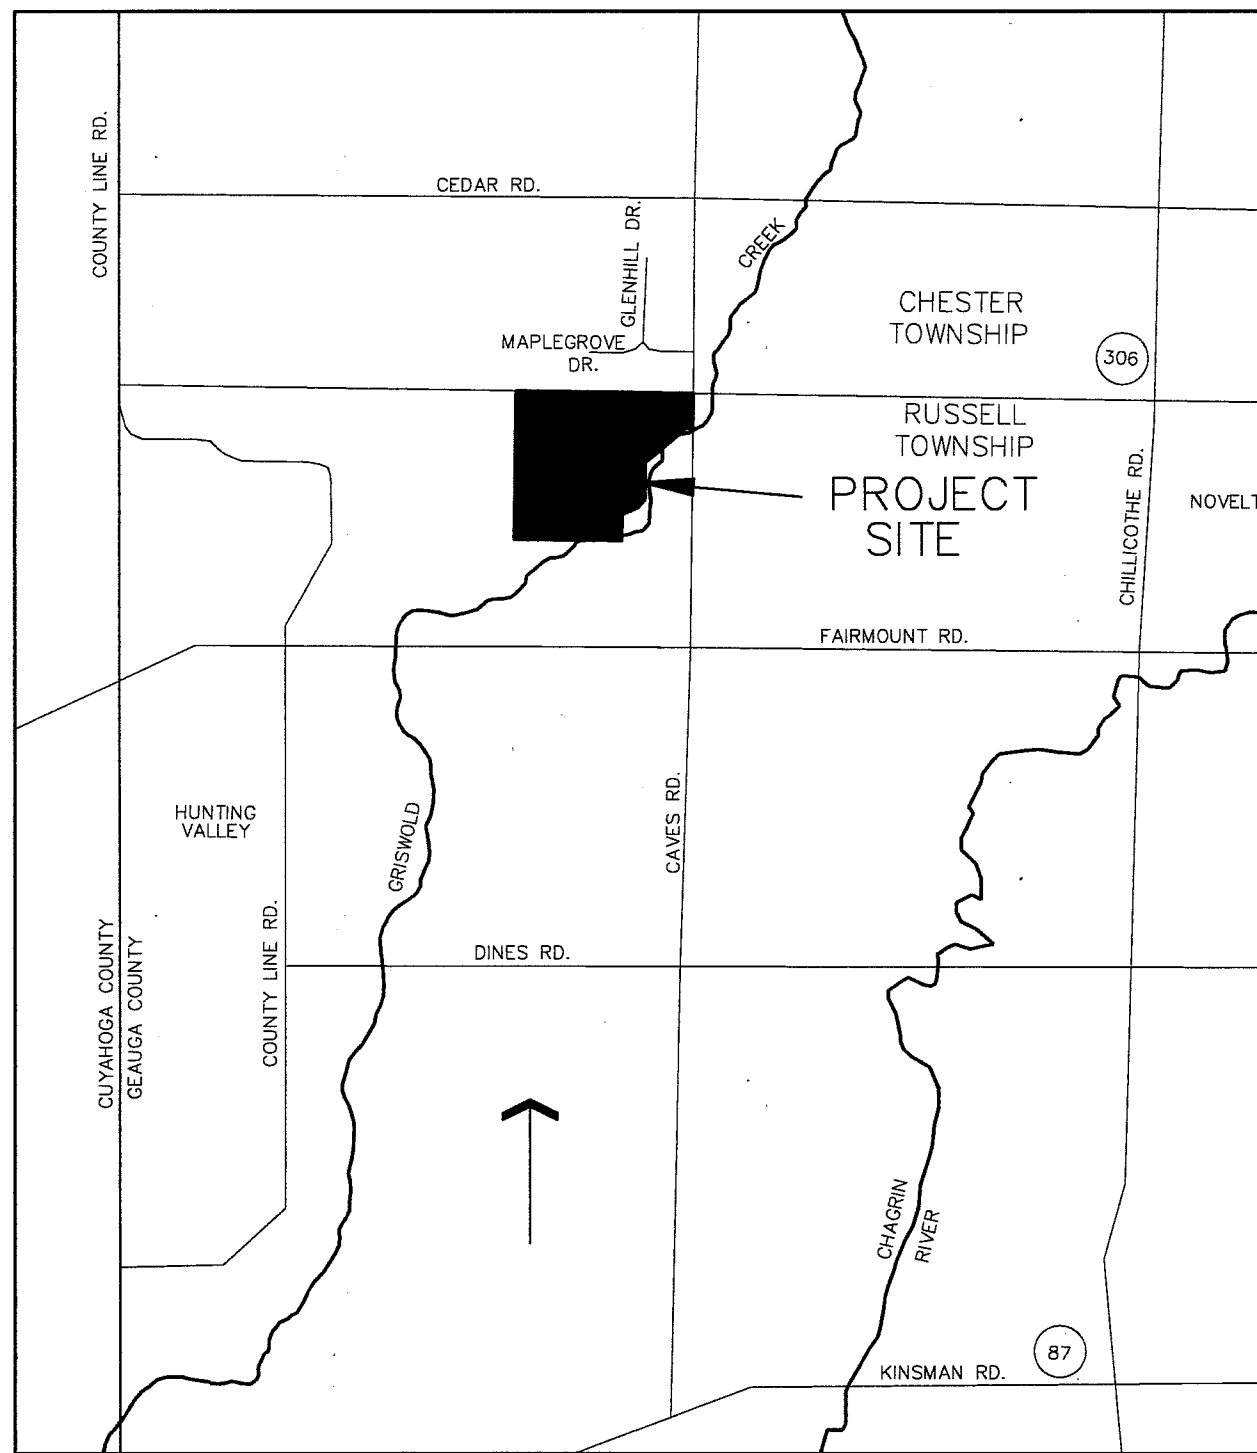 COUNTY LINE RD.
CEDAR RD.
GLENHILL DR.
CREEK
MAPLEGROVE
DR.
CHESTER
TOWNSHIP
306
RUSSELL
TOWNSHIP
PROJECT
SITE
CHILLICOTHE RD.
NOVELT
FAIRMOUNT RD.
HUNTING
VALLEY
GRISWOLD
CAVES RD.
CUYAHOGA COUNTY
GEAUGA COUNTY
COUNTY LINE RD.
DINES RD.
CHAGRIN
RIVER
87
KINSMAN RD.